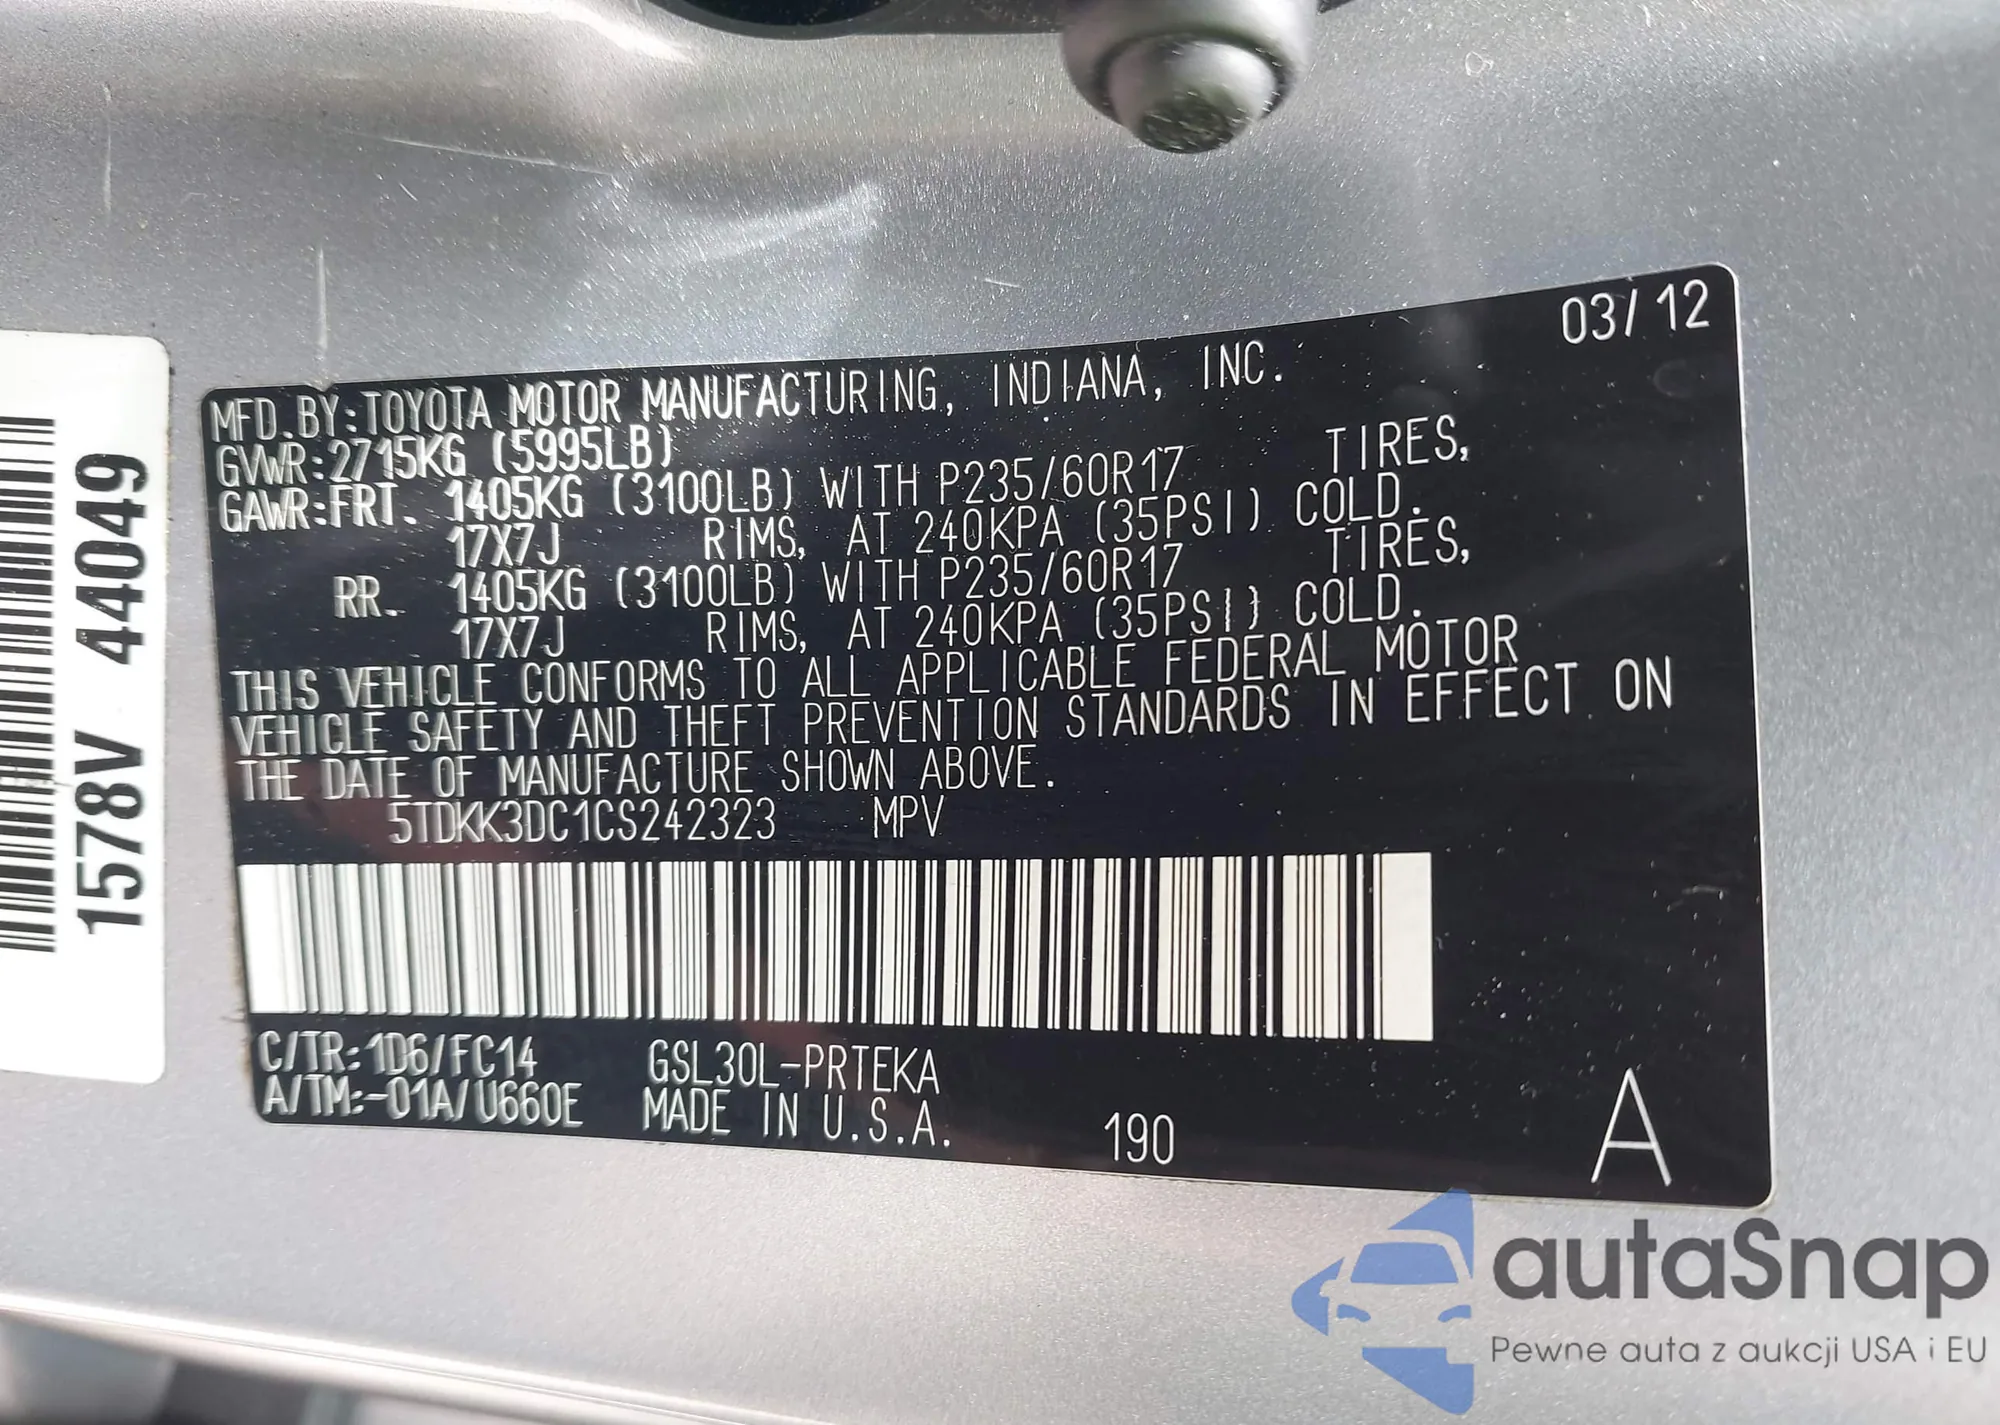 03/12
MFD.BY:TOYOTA MOTOR MANUFACTURING, INDIANA, INC.
GVWR:2715KG (5995LB)
GAWR:FRT. 1405KG (3100LB) WITH P235/60R17 TIRES,
17X7J RIMS, AT 240KPA (35PSI) COLD.
RR. 1405KG (3100LB) WITH P235/60R17 TIRES,
17X7J RIMS, AT 240KPA (35PSI) COLD.
THIS VEHICLE CONFORMS TO ALL APPLICABLE FEDERAL MOTOR
VEHICLE SAFETY AND THEFT PREVENTION STANDARDS IN EFFECT ON
THE DATE OF MANUFACTURE SHOWN ABOVE.
5TDKK3DC1CS242323 MPV
C/TR:1D6/FC14 GSL30L-PRTEKA
A/TM:-01A/U660E MADE IN U.S.A. 190 A
1578V 44049
autaSnap
Pewne auta z aukcji USA i EU